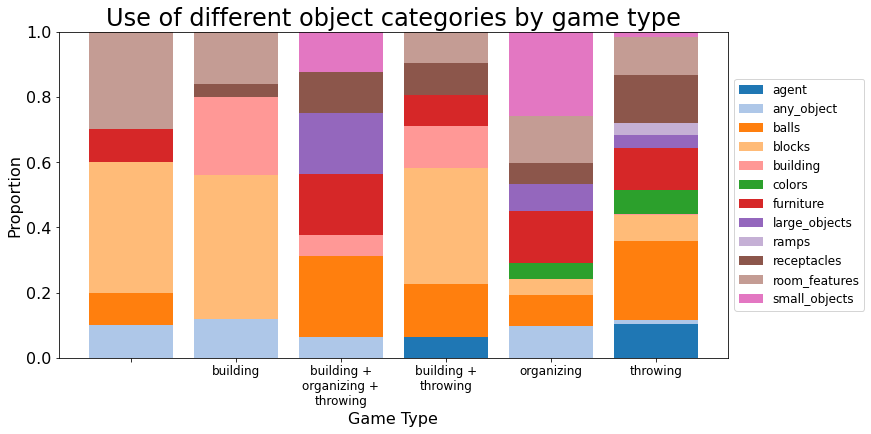 Use of different object categories by game type
Proportion
1.0
0.8
0.6
0.4
0.2
0.0
building
building +
organizing +
throwing
building +
throwing
organizing
throwing
Game Type
agent
any_object
balls
blocks
building
colors
furniture
large_objects
ramps
receptacles
room_features
small_objects